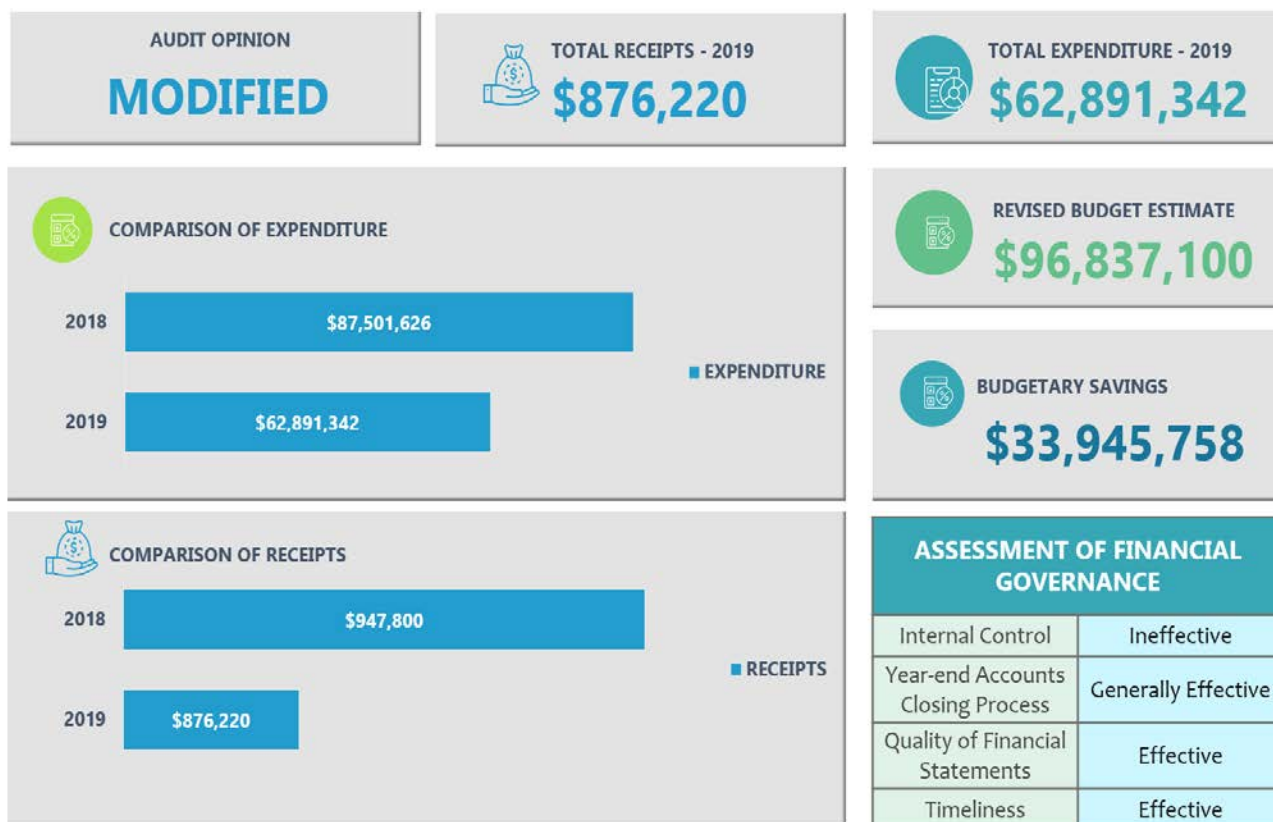 AUDIT OPINION
MODIFIED
TOTAL RECEIPTS - 2019
$876,220
TOTAL EXPENDITURE - 2019
$62,891,342
COMPARISON OF EXPENDITURE
2018
$87,501,626
2019
$62,891,342
EXPENDITURE
REVISED BUDGET ESTIMATE
$96,837,100
BUDGETARY SAVINGS
$33,945,758
COMPARISON OF RECEIPTS
2018
$947,800
2019
$876,220
RECEIPTS
ASSESSMENT OF FINANCIAL
GOVERNANCE
Internal Control
Ineffective
Year-end Accounts
Closing Process
Generally Effective
Quality of Financial
Statements
Effective
Timeliness
Effective